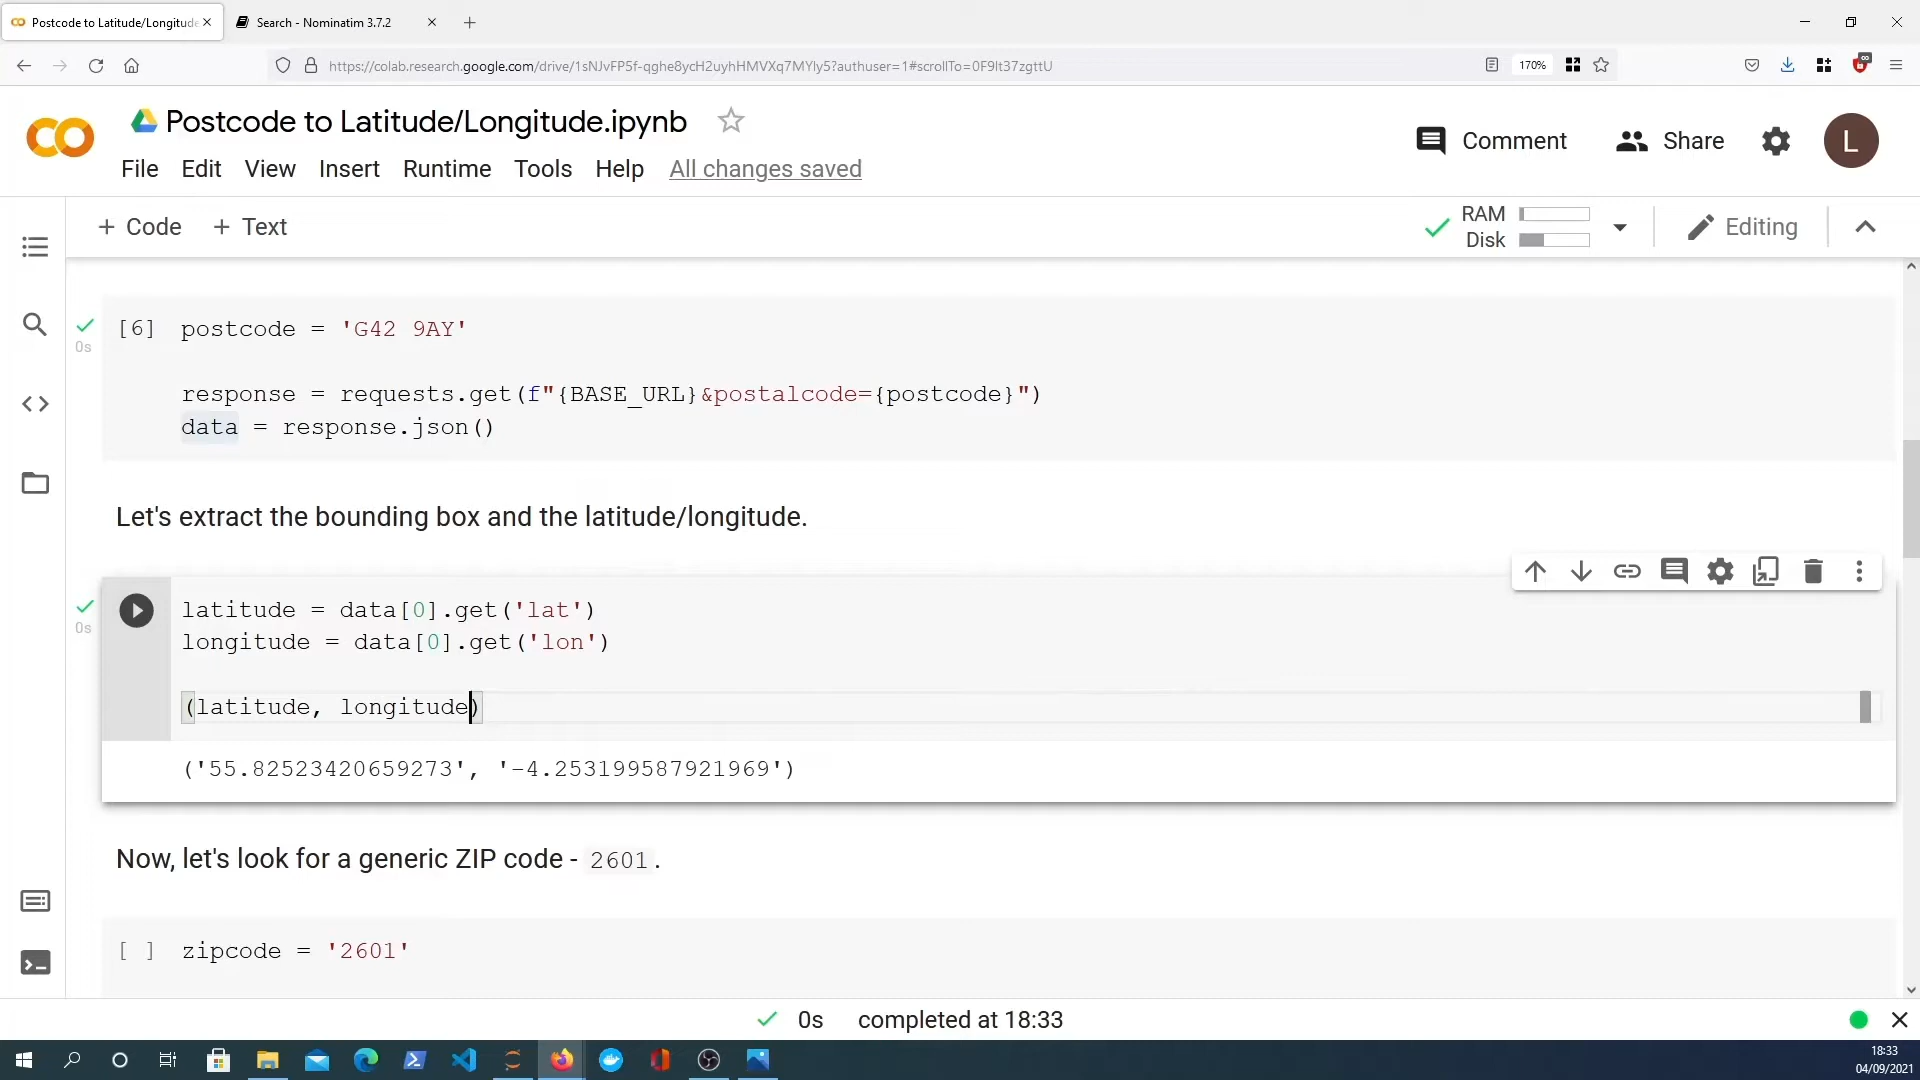 Postcode to Latitude/Longitude
Search - Nominatim 3.7.2
https://colab.research.google.com/drive/1sNJvFP5f-qghe8ycH2uyhHMVXq7MYly5?authuser=1#scrollTo=0F9lt37zgttU
170%
Postcode to Latitude/Longitude.ipynb
Comment
Share
L
File Edit View Insert Runtime Tools Help All changes saved
+ Code + Text
RAM
Disk
Editing
[6] postcode = 'G42 9AY'
0s
response = requests.get(f"{BASE_URL}&postalcode={postcode}")
data = response.json()
Let's extract the bounding box and the latitude/longitude.
latitude = data[0].get('lat')
0s
longitude = data[0].get('lon')
(latitude, longitude)
('55.82523420659273', '-4.253199587921969')
Now, let's look for a generic ZIP code - 2601.
[ ] zipcode = '2601'
0s completed at 18:33
18:33
04/09/2021